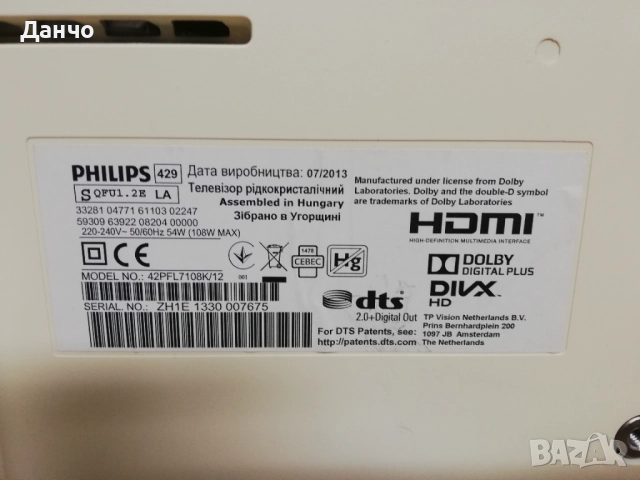 Данчо
PHILIPS 429 Дата виробництва: 07/2013
S QFU1.2E LA Телевізор рідкокристалічний
Assembled in Hungary
Зібрано в Угорщині
33281 04771 61103 02247
59309 63922 08204 00000
220-240V~ 50/60Hz 54W (108W MAX)
MODEL NO.: 42PFL7108K/12
001
1478
CEBEC
Hg
SERIAL. NO.: ZH1E 1330 007675
Manufactured under license from Dolby
Laboratories. Dolby and the double-D symbol
are trademarks of Dolby Laboratories
HDMI™
HIGH-DEFINITION MULTIMEDIA INTERFACE
DOLBY
DIGITAL PLUS
DIVX
HD
dts
2.0+Digital Out
For DTS Patents, see:
http://patents.dts.com
TP Vision Netherlands B.V.
Prins Bernhardplein 200
1097 JB Amsterdam
The Netherlands
BAZAR